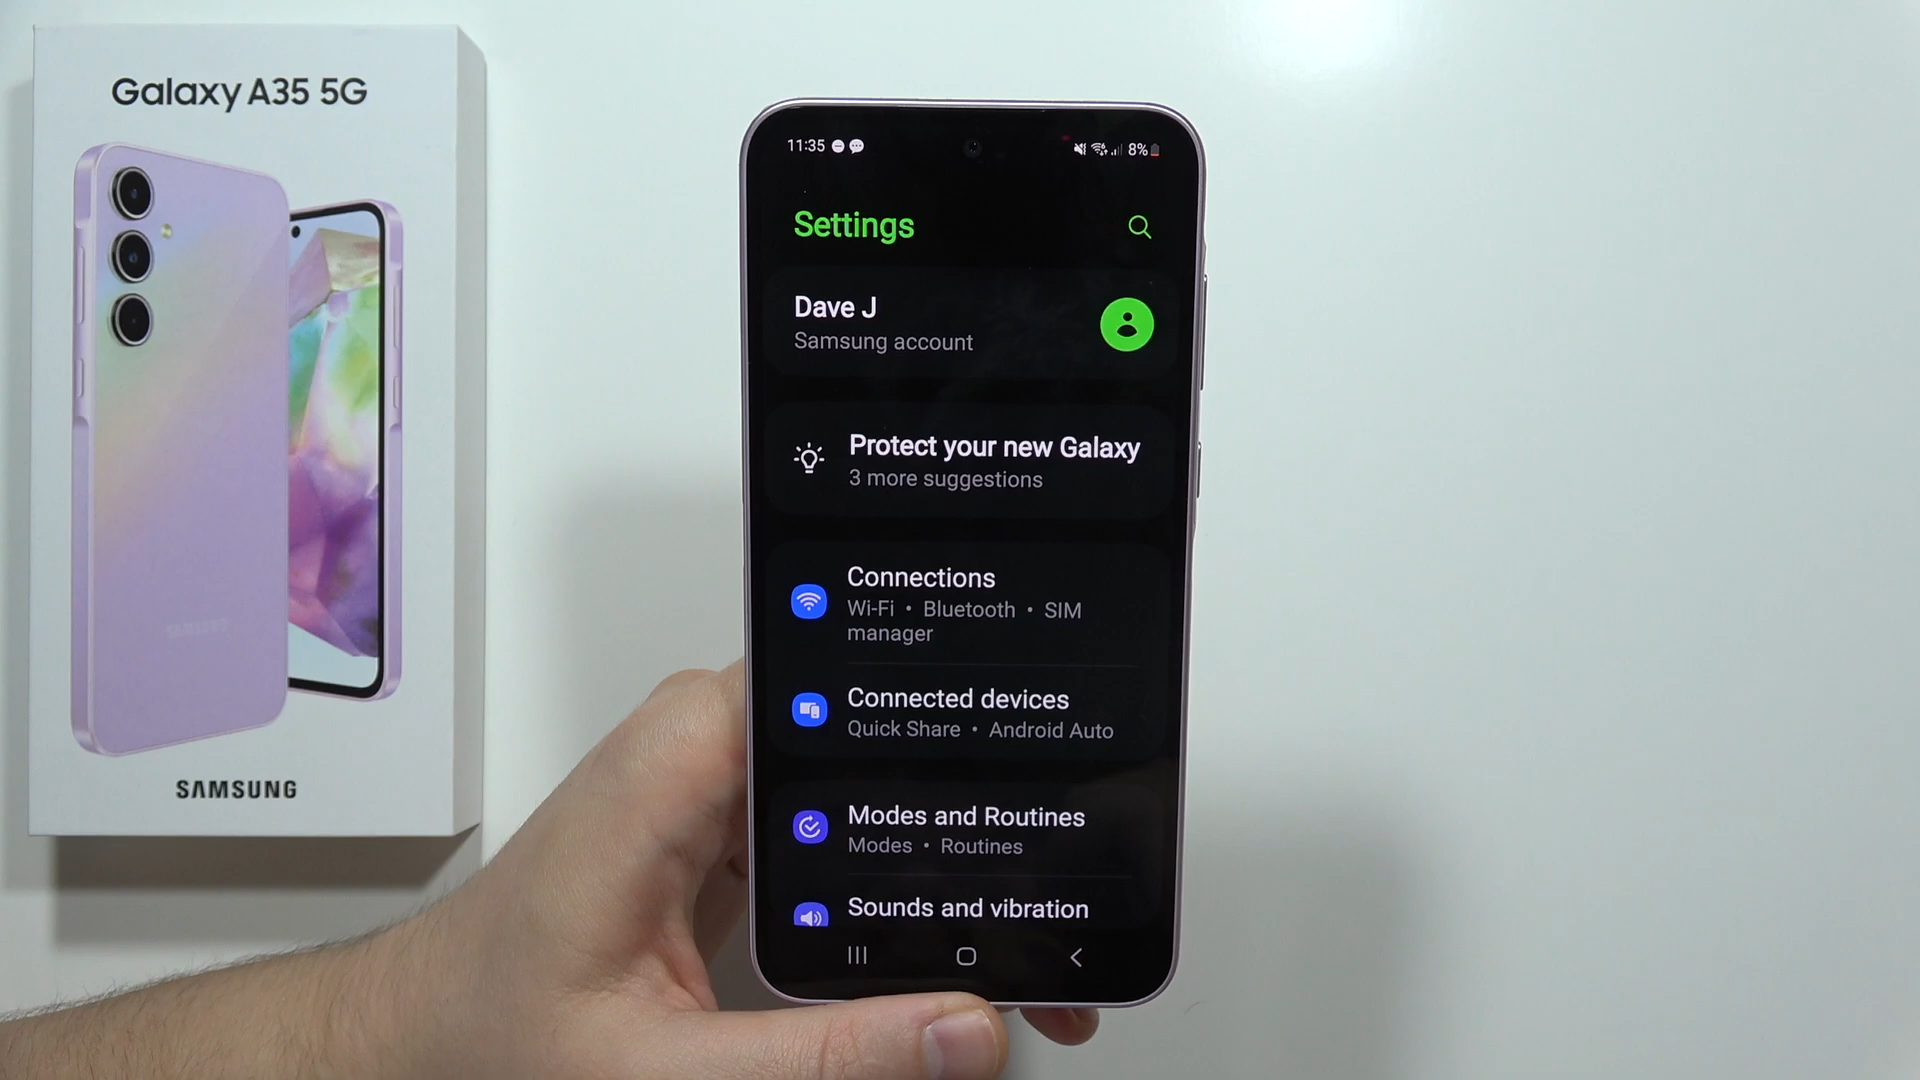 Galaxy A35 5G
SAMSUNG
SAMSUNG
11:35
8%
Settings
Dave J
Samsung account
Protect your new Galaxy
3 more suggestions
Connections
Wi-Fi • Bluetooth • SIM
manager
Connected devices
Quick Share • Android Auto
Modes and Routines
Modes • Routines
Sounds and vibration